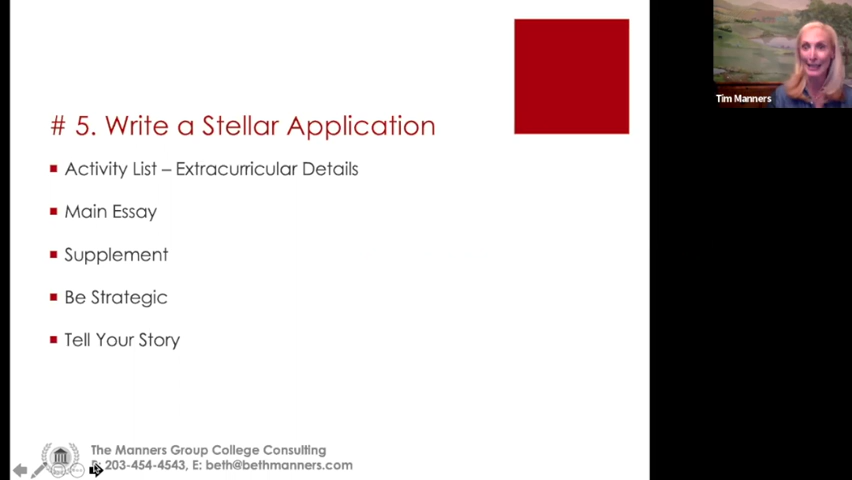 Tim Manners
# 5. Write a Stellar Application
Activity List – Extracurricular Details
Main Essay
Supplement
Be Strategic
Tell Your Story
The Manners Group College Consulting
203-454-4543, E: beth@bethmanners.com